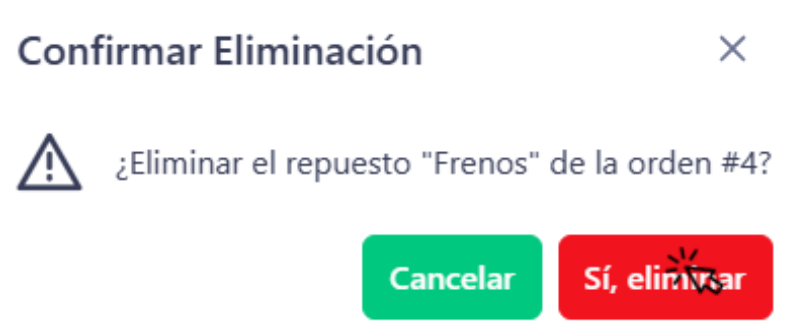 Confirmar Eliminación
¿Eliminar el repuesto "Frenos" de la orden #4?
Cancelar
Sí, eliminar